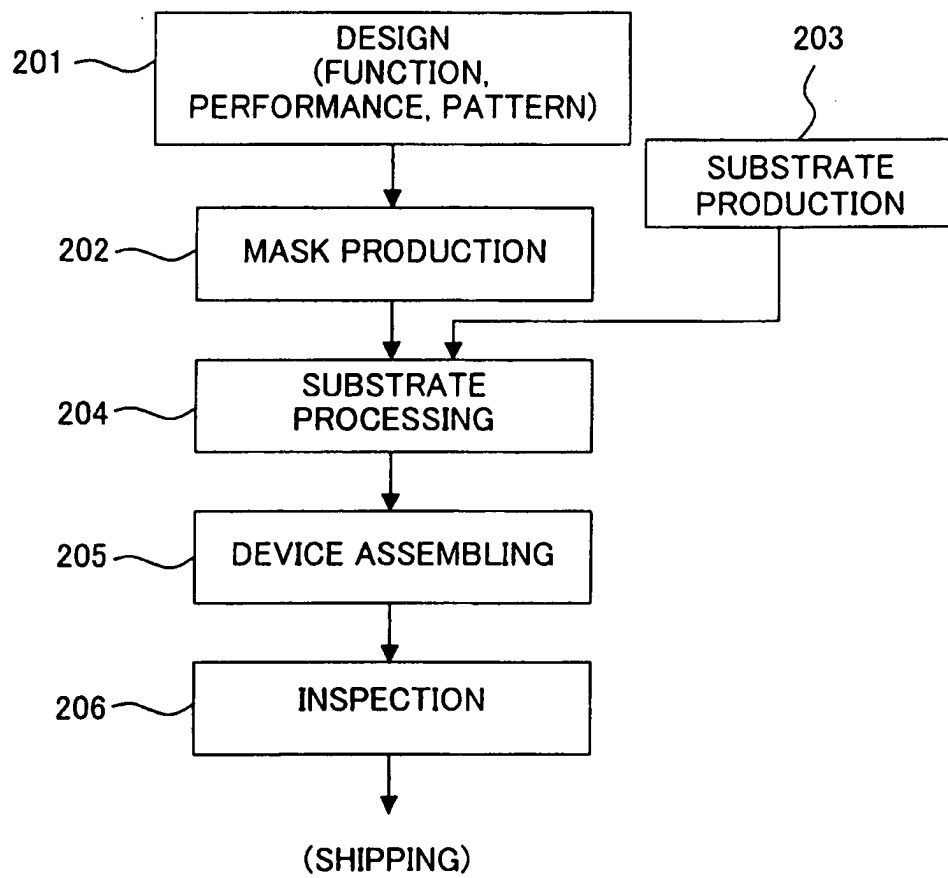 201
DESIGN
(FUNCTION,
PERFORMANCE, PATTERN)
203
SUBSTRATE
PRODUCTION
202
MASK PRODUCTION
204
SUBSTRATE
PROCESSING
205
DEVICE ASSEMBLING
206
INSPECTION
(SHIPPING)